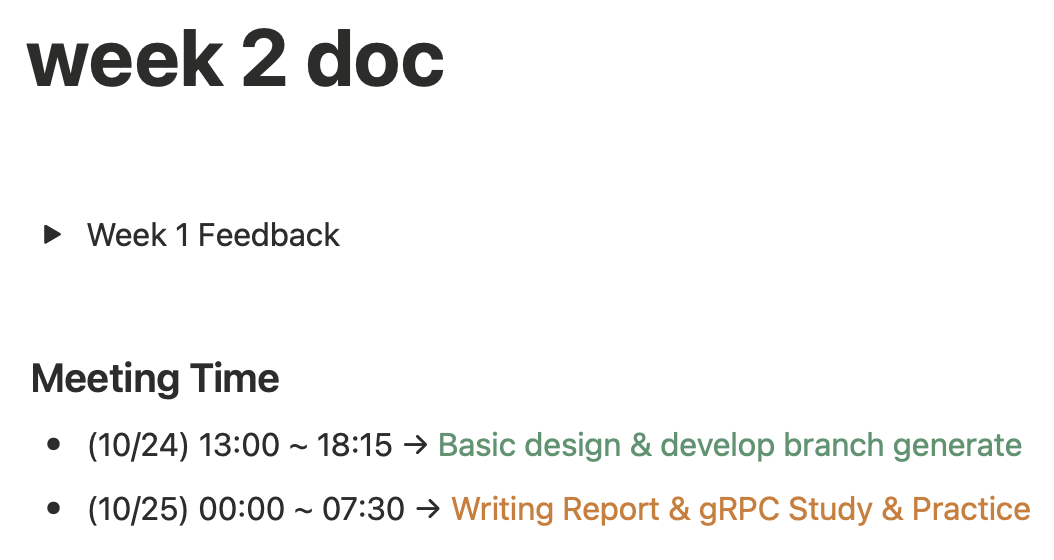 week 2 doc
Week 1 Feedback
Meeting Time
(10/24) 13:00 ~ 18:15 → Basic design & develop branch generate
(10/25) 00:00 ~ 07:30 → Writing Report & gRPC Study & Practice